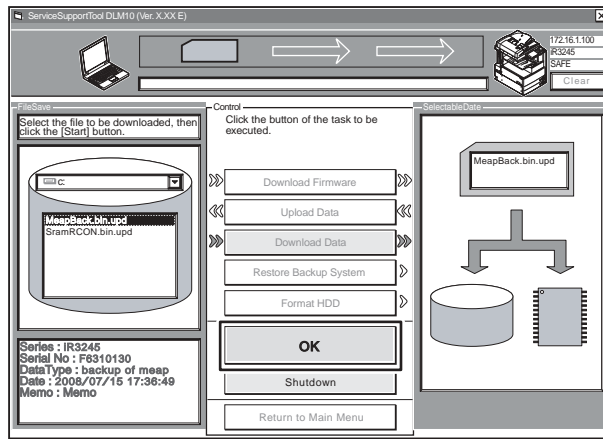 ServiceSupportTool DLM10 (Ver. X.XX E)
172.16.1.100
iR3245
SAFE
Clear
FileSave
Select the file to be downloaded, then
click the [Start] button.
C:
MeapBack.bin.upd
SramRCON.bin.upd
Series : iR3245
Serial No : F6310130
DataType : backup of meap
Date : 2008/07/15 17:36:49
Memo : Memo
Control
Click the button of the task to be
executed.
Download Firmware
Upload Data
Download Data
Restore Backup System
Format HDD
OK
Shutdown
Return to Main Menu
SelectableDate
MeapBack.bin.upd